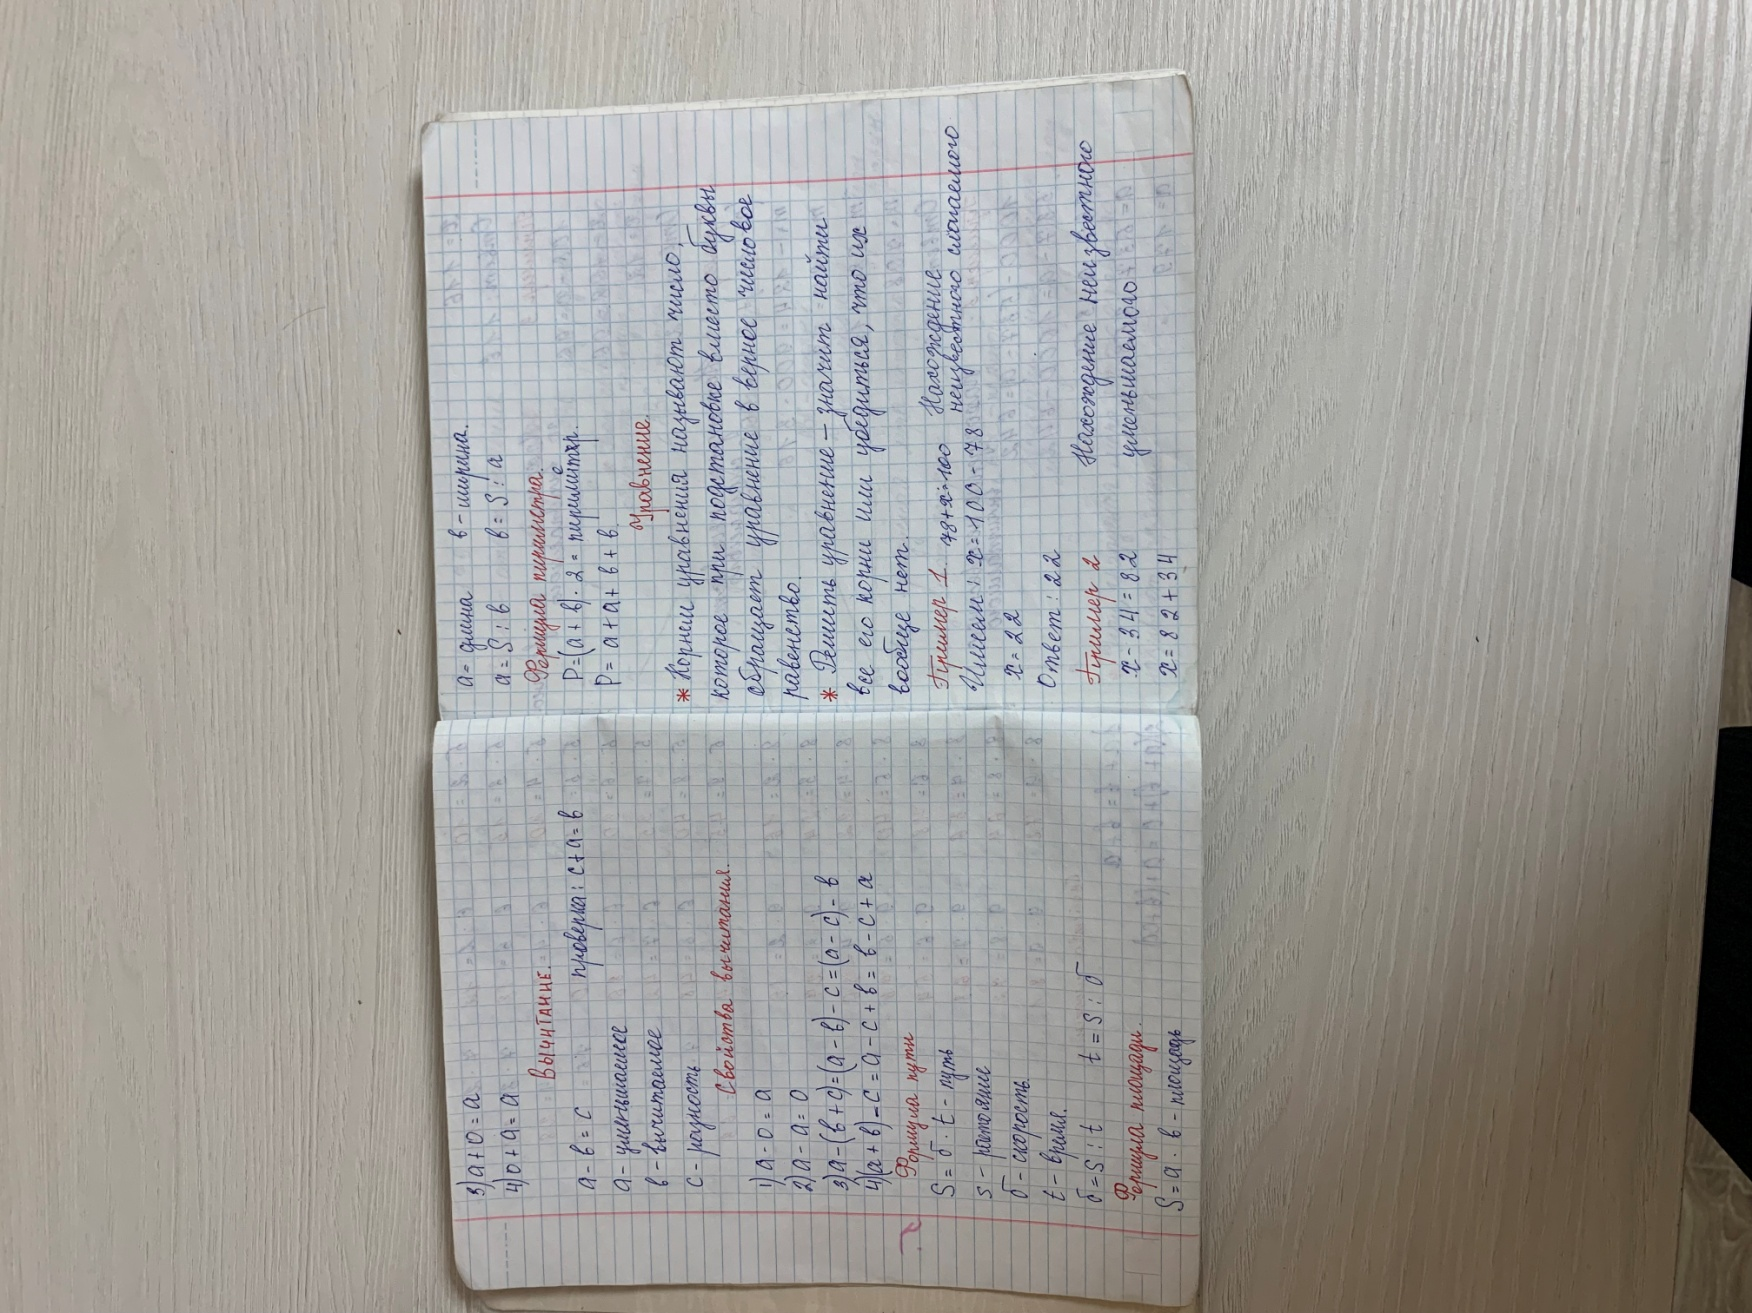 3) а + 0 = а
4) 0 + а = а
Вычитание.
а - в = с проверка: с + а = в
а - уменьшаемое
в - вычитаемое
с - разность
Свойства вычитания.
1) а - 0 = а
2) а - а = 0
3) а - (в + с) = (а - в) - с = (а - с) - в
4) (а + в) - с = а - с + в = в - с + а
Формула пути
S = б · t - путь
s - растояние
б - скорость
t - время.
б = S : t t = S : б
Формула площади.
S = а · в - площадь
а = длина в - ширина.
а = S : в в = S : а
Формула пириметра.
P = (а + в) · 2 = пириметр.
P = а + а + в + в
Уравнение.
* Корнем уравнения называют число,
которое при подстановке вместо буквы
обращает уравнение в верное числовое
равенство.
* Решить уравнение – значит найти
все его корни или убедиться, что их
вообще нет.
Пример 1. 78 + х = 100 Нахождение
неизвестного слагаемого
Имеем: х = 100 - 78
х = 22
Ответ: 22
Пример 2 Нахождение неизвестного
х - 34 = 82 уменьшаемого
х = 82 + 34